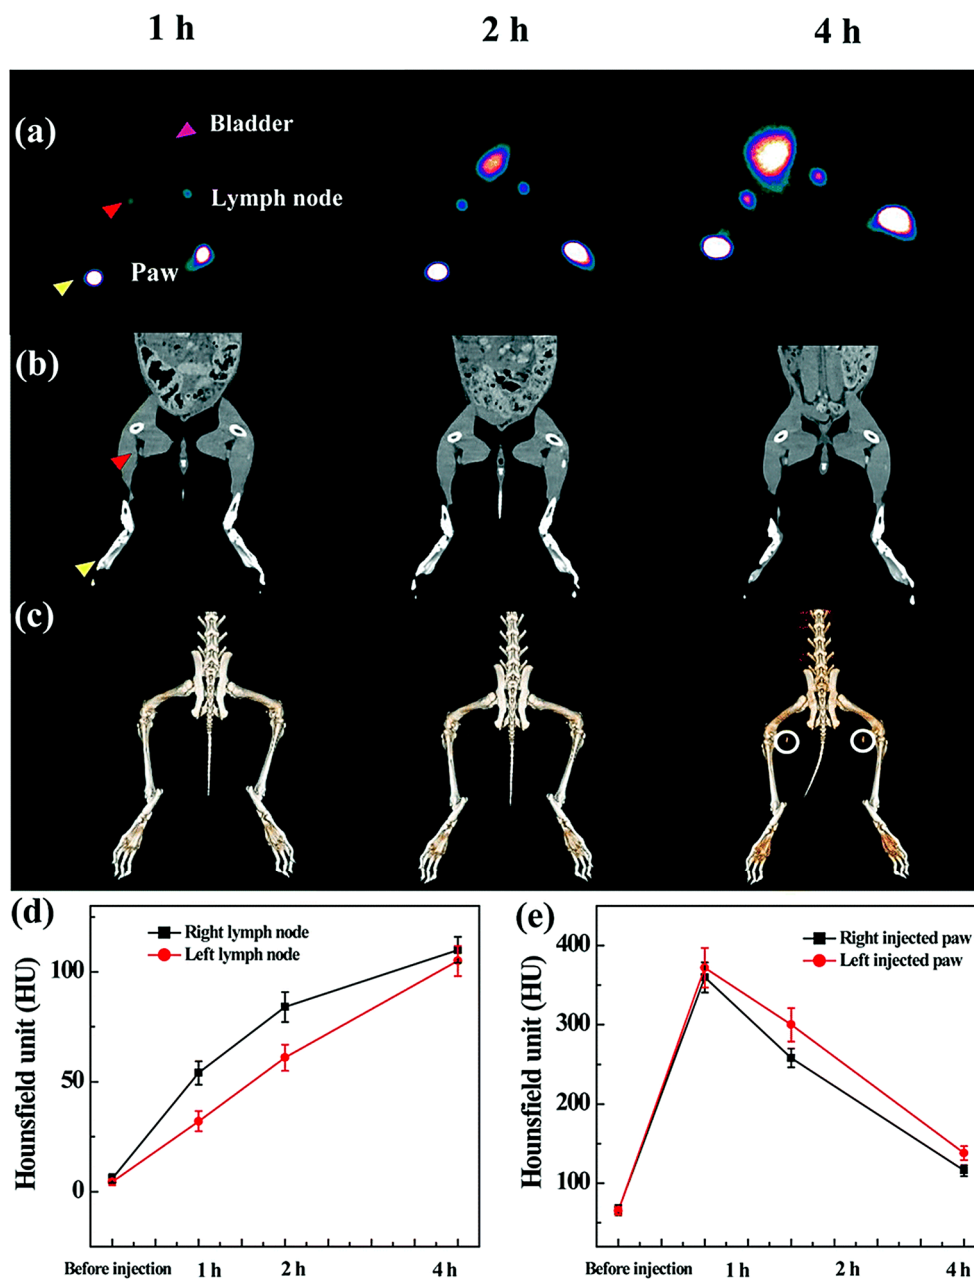 1 h 2 h 4 h
(a)
Bladder
Lymph node
Paw
(b)
(c)
(d)
Right lymph node
Left lymph node
100
50
0
Hounsfield unit (HU)
Before injection 1 h 2 h 4 h
(e)
Right injected paw
Left injected paw
400
300
200
100
Hounsfield unit (HU)
Before injection 1 h 2 h 4 h